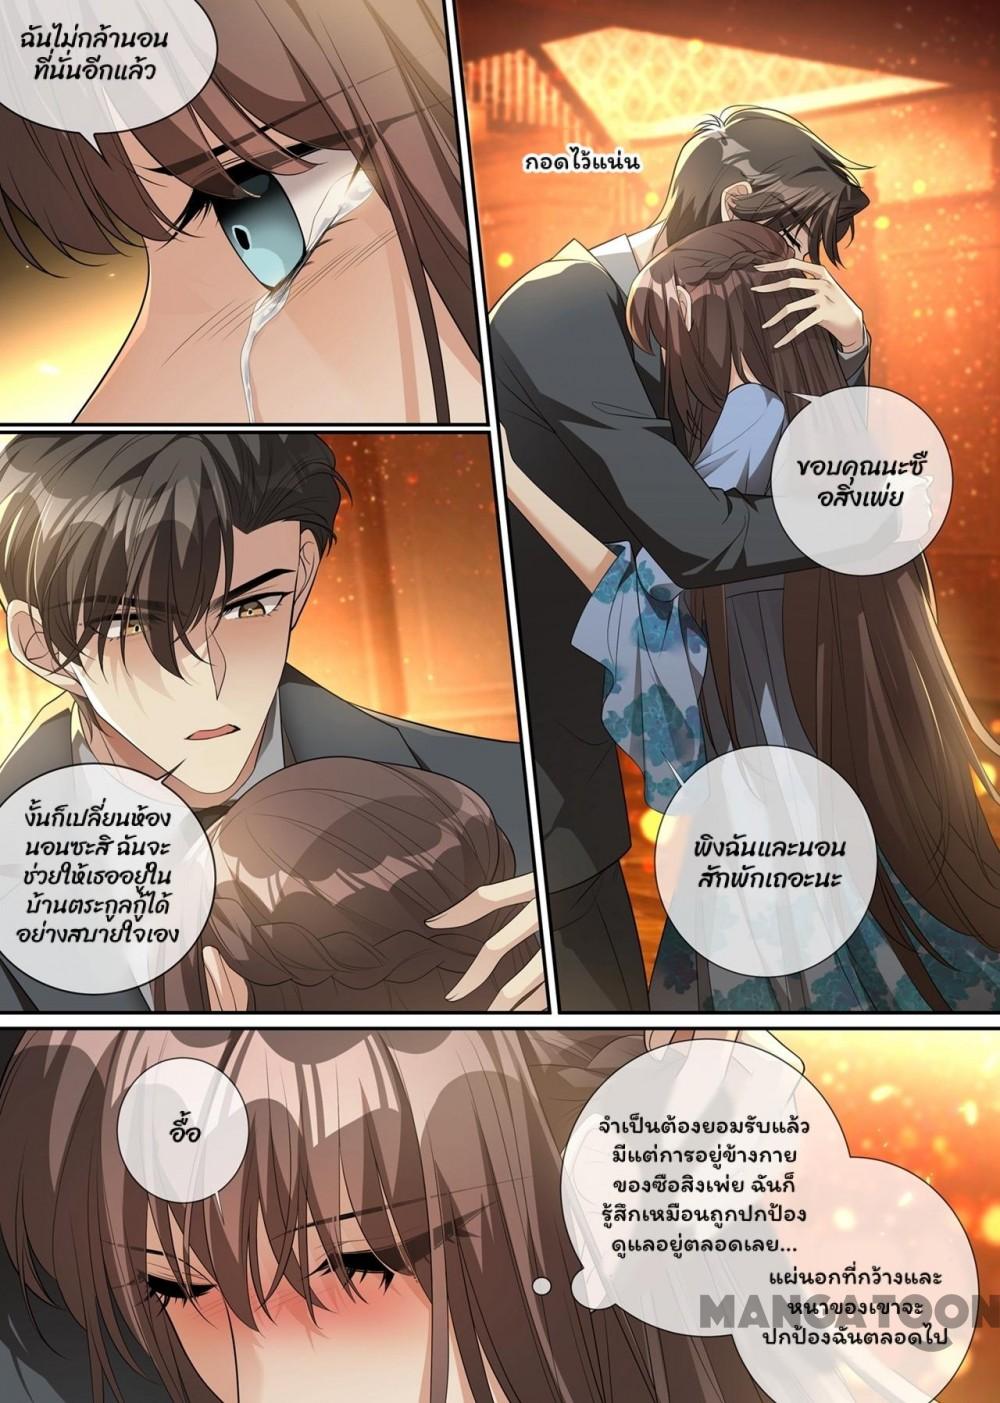 ฉันไม่กล้านอน
ที่นั่นอีกแล้ว
กอดไว้แน่น
ขอบคุณนะซื
อสิงเพ่ย
งั้นก็เปลี่ยนห้อง
นอนซะสิ ฉันจะ
ช่วยให้เธออยู่ใน
บ้านตระกูลกู้ได้
อย่างสบายใจเอง
พิงฉันและนอน
สักพักเถอะนะ
อื้อ
จำเป็นต้องยอมรับแล้ว
มีแต่การอยู่ข้างกาย
ของซือสิงเพ่ย ฉันก็
รู้สึกเหมือนถูกปกป้อง
ดูแลอยู่ตลอดเลย...
แผ่นอกที่กว้างและ
หนาของเขาจะ
ปกป้องฉันตลอดไป
MANGATOON